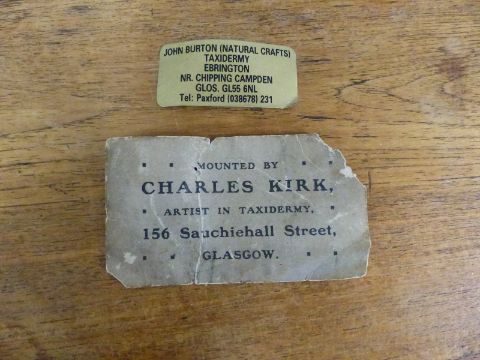 JOHN BURTON (NATURAL CRAFTS)
TAXIDERMY
EBRINGTON
NR. CHIPPING CAMPDEN
GLOS. GL55 6NL
Tel: Paxford (038678) 231
MOUNTED BY
CHARLES KIRK,
ARTIST IN TAXIDERMY,
156 Sauchiehall Street,
GLASGOW.